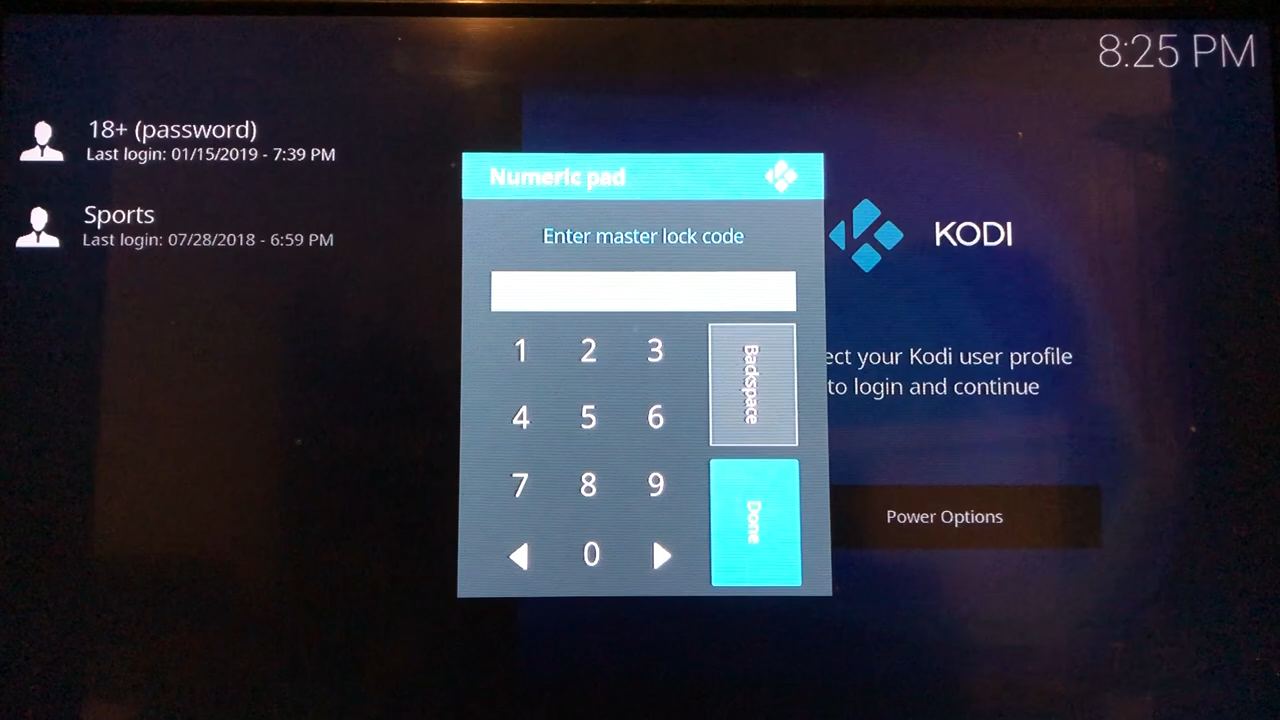 8:25 PM
18+ (password)
Last login: 01/15/2019 - 7:39 PM
Sports
Last login: 07/28/2018 - 6:59 PM
Numeric pad
Enter master lock code
1 2 3
Backspace
4 5 6
7 8 9
Done
0
KODI
ect your Kodi user profile
to login and continue
Power Options